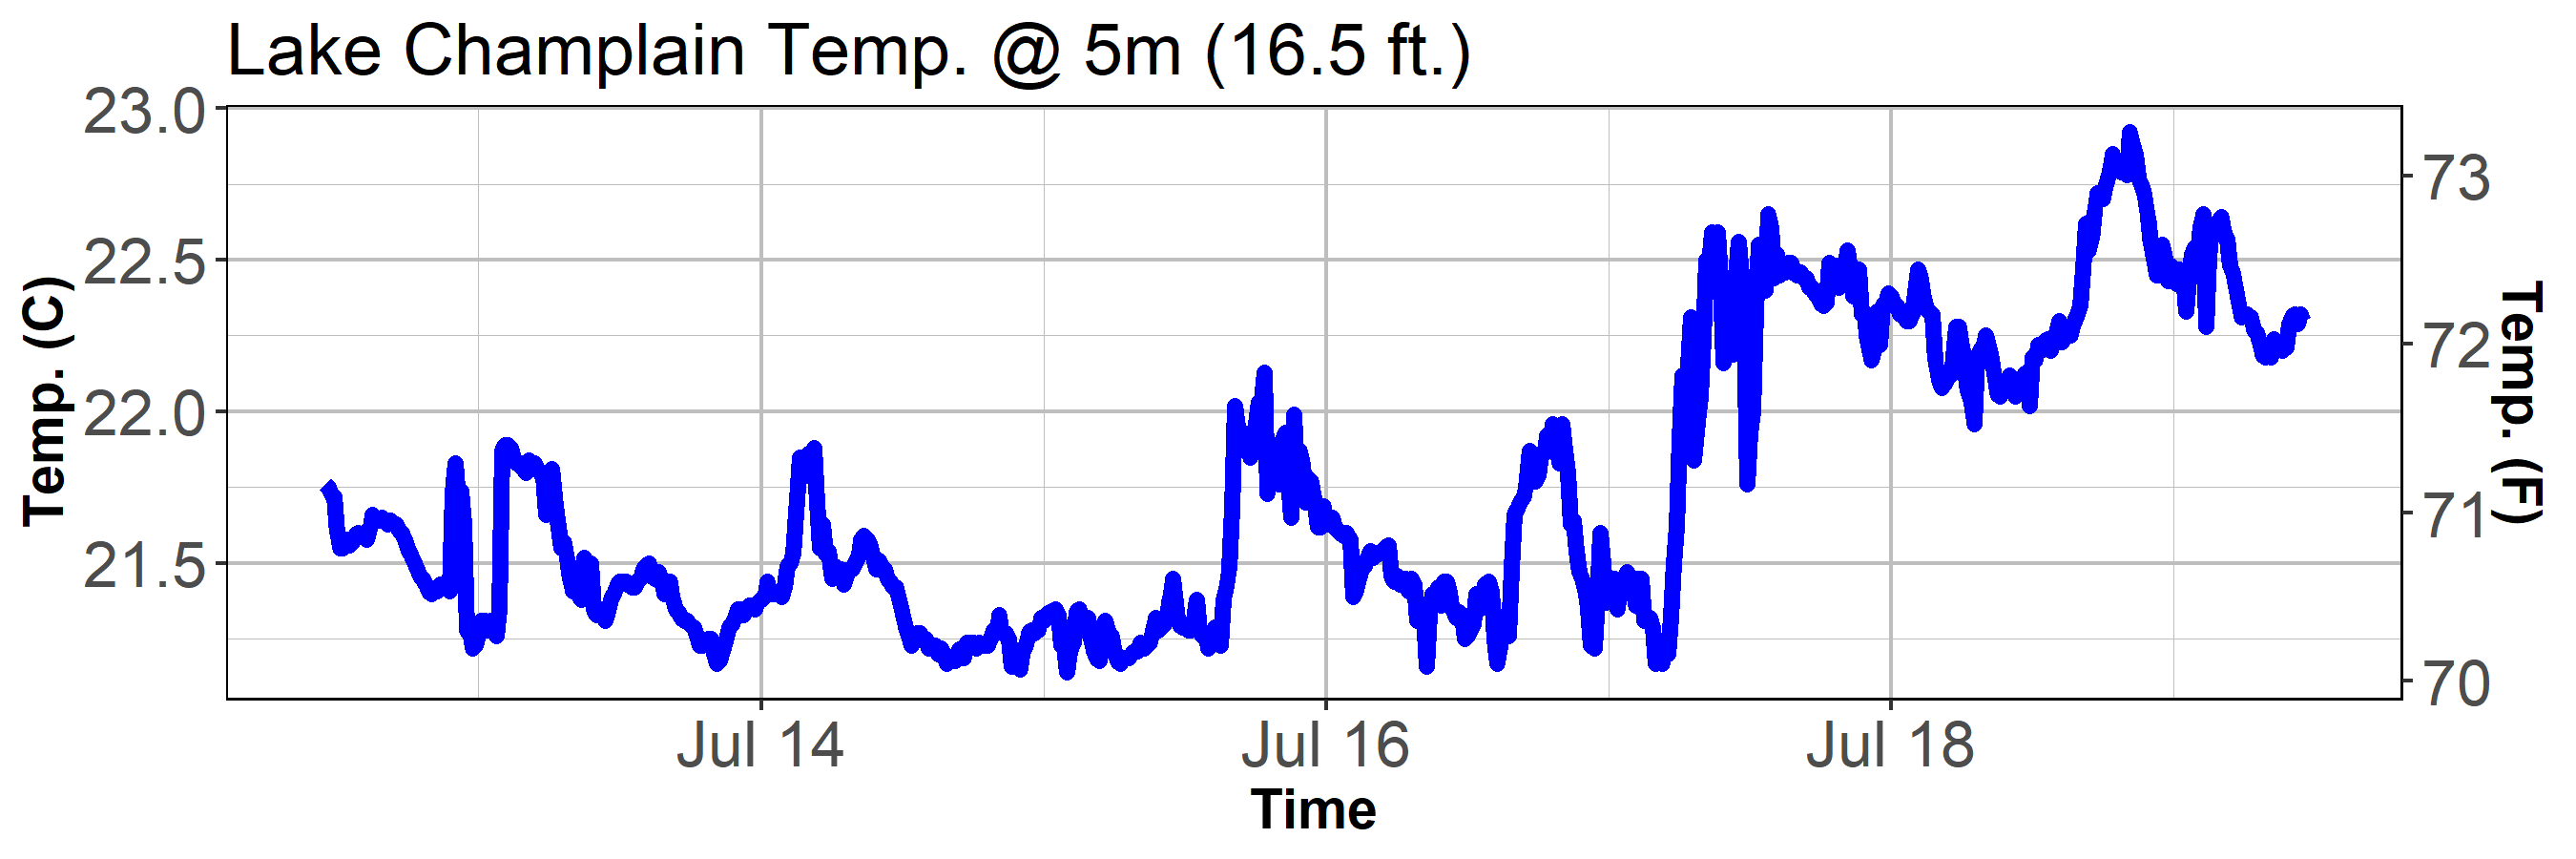 Lake Champlain Temp. @ 5m (16.5 ft.)
Temp. (C)
23.0
22.5
22.0
21.5
73
72
71
70
Temp. (F)
Jul 14 Jul 16 Jul 18
Time